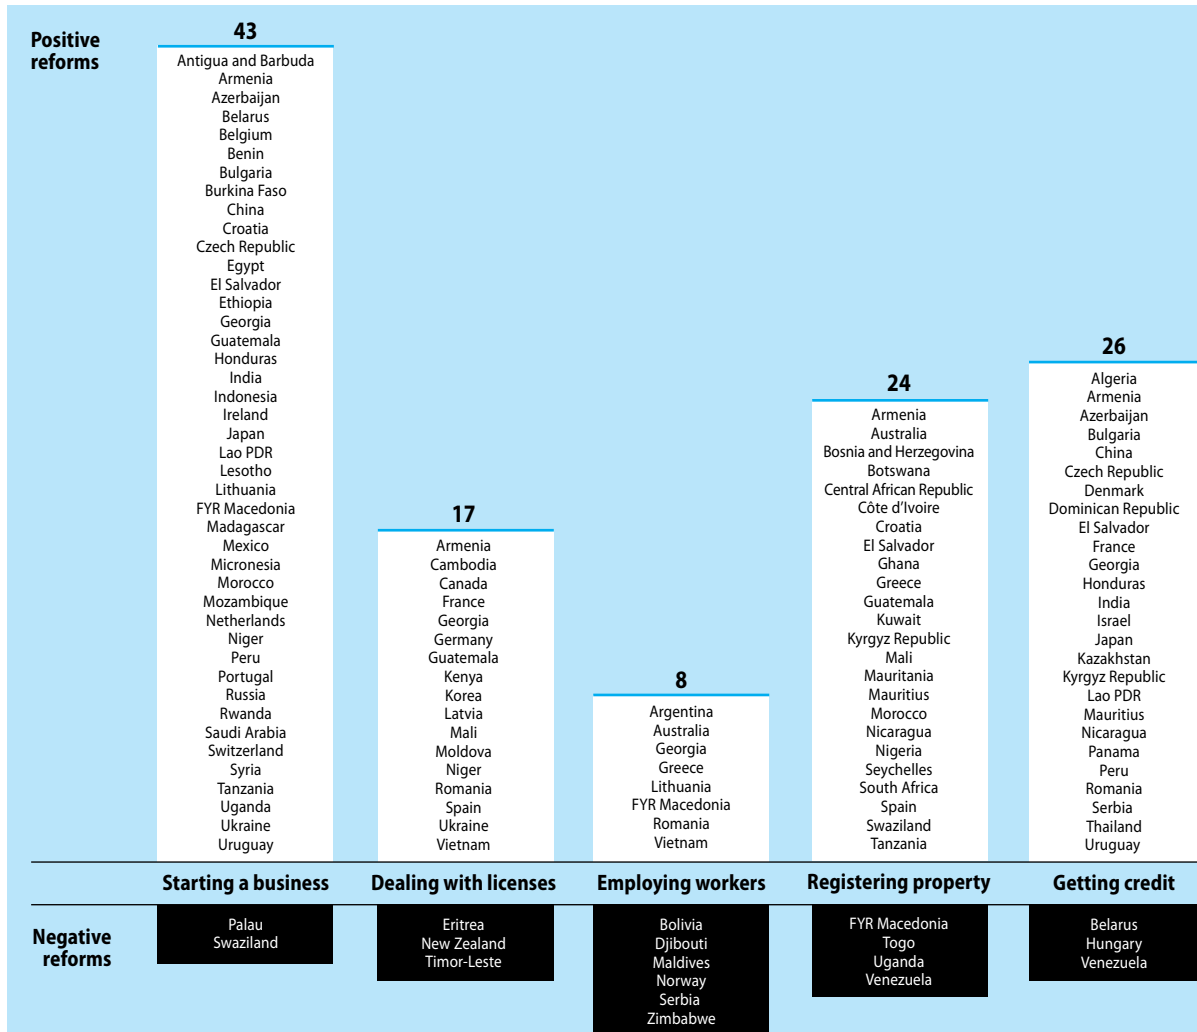 Positive
reforms
43
Antigua and Barbuda
Armenia
Azerbaijan
Belarus
Belgium
Benin
Bulgaria
Burkina Faso
China
Croatia
Czech Republic
Egypt
El Salvador
Ethiopia
Georgia
Guatemala
Honduras
India
Indonesia
Ireland
Japan
Lao PDR
Lesotho
Lithuania
FYR Macedonia
Madagascar
Mexico
Micronesia
Morocco
Mozambique
Netherlands
Niger
Peru
Portugal
Russia
Rwanda
Saudi Arabia
Switzerland
Syria
Tanzania
Uganda
Ukraine
Uruguay
Starting a business
17
Armenia
Cambodia
Canada
France
Georgia
Germany
Guatemala
Kenya
Korea
Latvia
Mali
Moldova
Niger
Romania
Spain
Ukraine
Vietnam
Dealing with licenses
8
Argentina
Australia
Georgia
Greece
Lithuania
FYR Macedonia
Romania
Vietnam
Employing workers
24
Armenia
Australia
Bosnia and Herzegovina
Botswana
Central African Republic
Côte d'Ivoire
Croatia
El Salvador
Ghana
Greece
Guatemala
Kuwait
Kyrgyz Republic
Mali
Mauritania
Mauritius
Morocco
Nicaragua
Nigeria
Seychelles
South Africa
Spain
Swaziland
Tanzania
Registering property
26
Algeria
Armenia
Azerbaijan
Bulgaria
China
Czech Republic
Denmark
Dominican Republic
El Salvador
France
Georgia
Honduras
India
Israel
Japan
Kazakhstan
Kyrgyz Republic
Lao PDR
Mauritius
Nicaragua
Panama
Peru
Romania
Serbia
Thailand
Uruguay
Getting credit
Negative
reforms
Palau
Swaziland
Eritrea
New Zealand
Timor-Leste
Bolivia
Djibouti
Maldives
Norway
Serbia
Zimbabwe
FYR Macedonia
Togo
Uganda
Venezuela
Belarus
Hungary
Venezuela